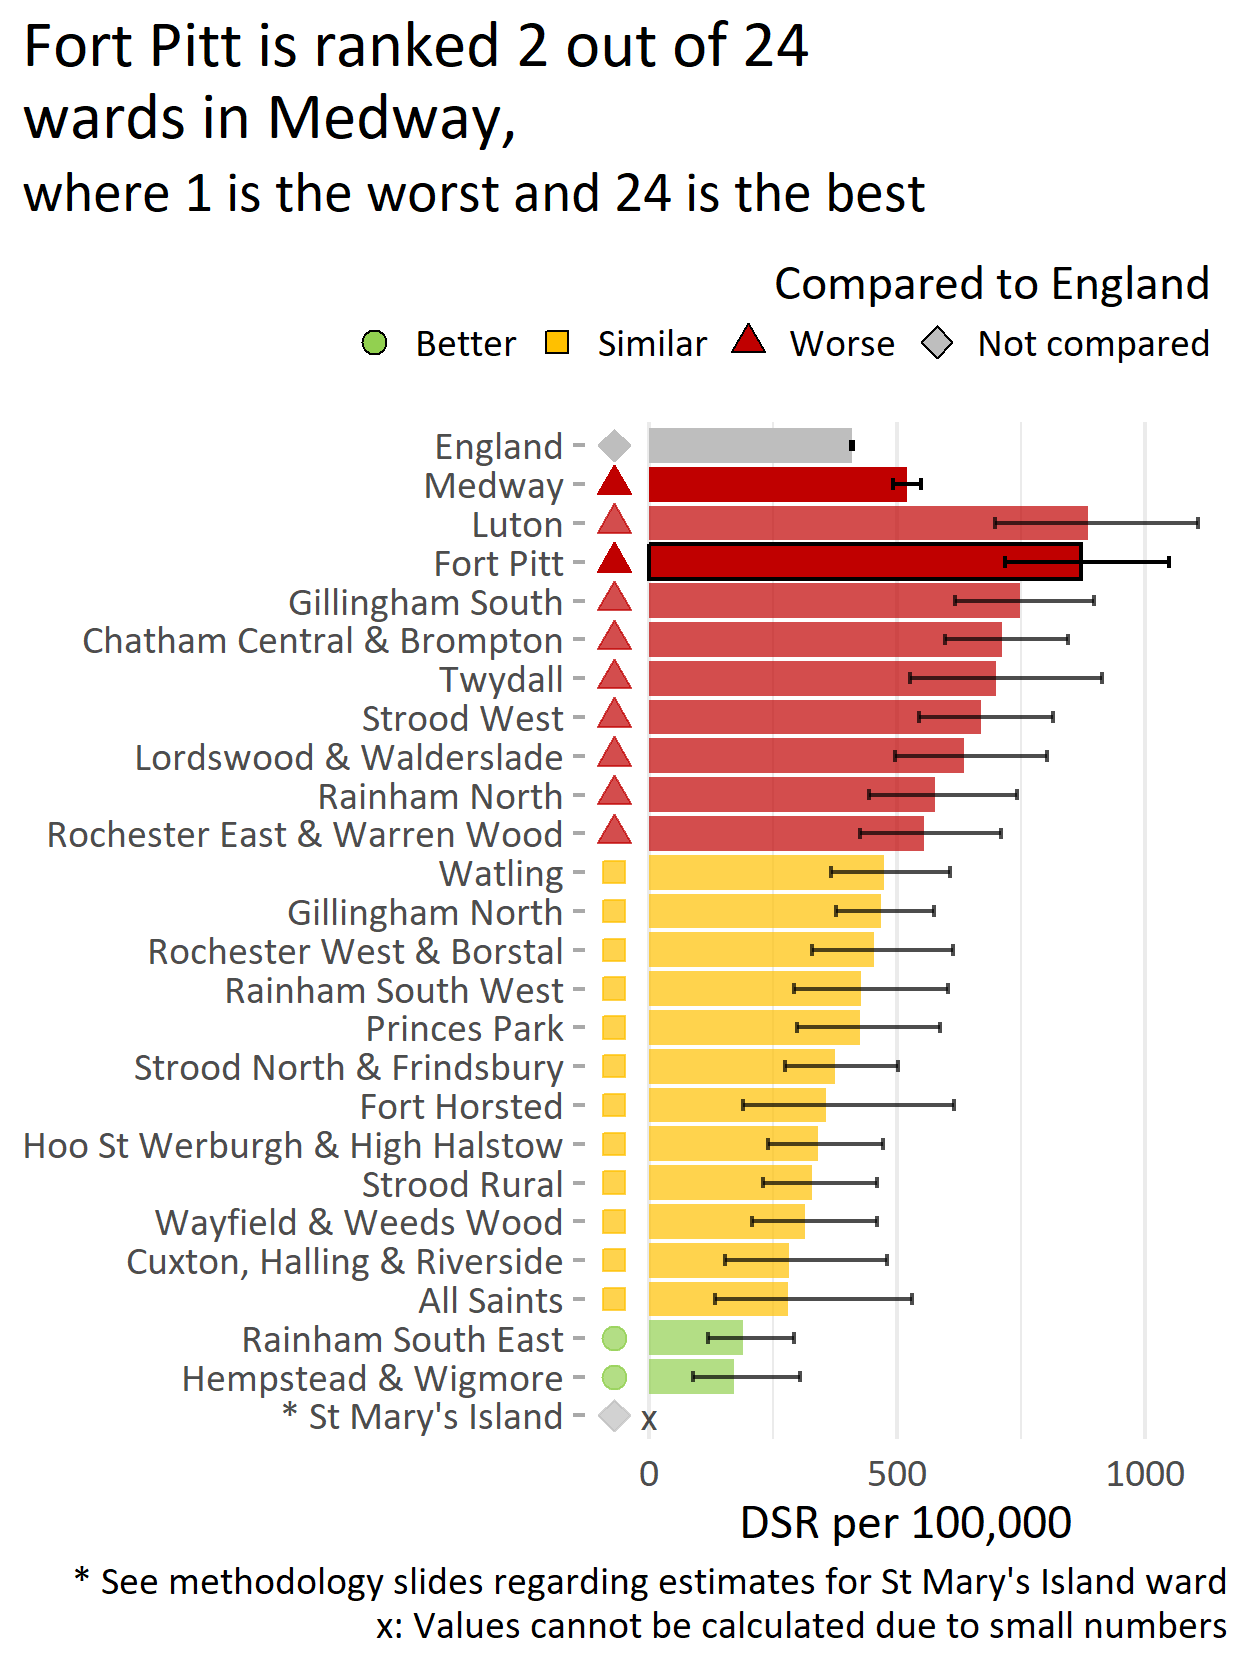 Fort Pitt is ranked 2 out of 24
wards in Medway,
where 1 is the worst and 24 is the best
Compared to England
Better Similar Worse Not compared
England
Medway
Luton
Fort Pitt
Gillingham South
Chatham Central & Brompton
Twydall
Strood West
Lordswood & Walderslade
Rainham North
Rochester East & Warren Wood
Watling
Gillingham North
Rochester West & Borstal
Rainham South West
Princes Park
Strood North & Frindsbury
Fort Horsted
Hoo St Werburgh & High Halstow
Strood Rural
Wayfield & Weeds Wood
Cuxton, Halling & Riverside
All Saints
Rainham South East
Hempstead & Wigmore
* St Mary's Island x
0 500 1000
DSR per 100,000
* See methodology slides regarding estimates for St Mary's Island ward
x: Values cannot be calculated due to small numbers